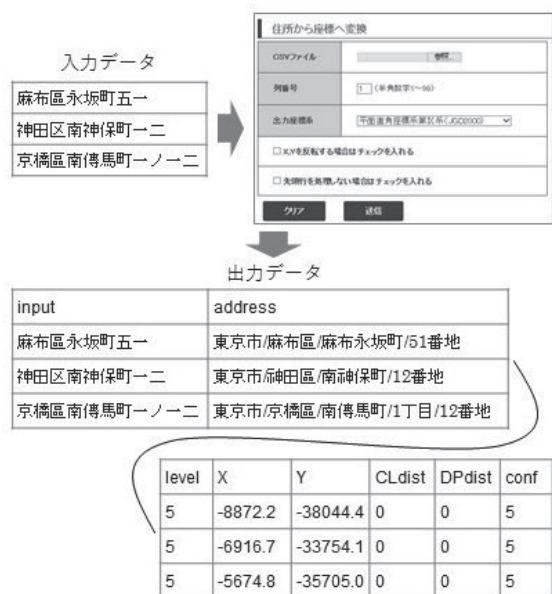 入力データ
麻布區永坂町五一
神田区南神保町一二
京橋區南傳馬町一ノ一二
住所から座標へ変換
CSVファイル 参照...
列番号 1 (半角数字1～99)
出力座標系 平面直角座標系第IX系(JGD2000)
X,Yを反転する場合はチェックを入れる
先頭行を処理しない場合はチェックを入れる
クリア 送信
出力データ
input address
麻布區永坂町五一 東京市/麻布區/麻布永坂町/51番地
神田区南神保町一二 東京市/神田區/南神保町/12番地
京橋區南傳馬町一ノ一二 東京市/京橋區/南傳馬町/1丁目/12番地
level X Y CLdist DPdist conf
5 -8872.2 -38044.4 0 0 5
5 -6916.7 -33754.1 0 0 5
5 -5674.8 -35705.0 0 0 5